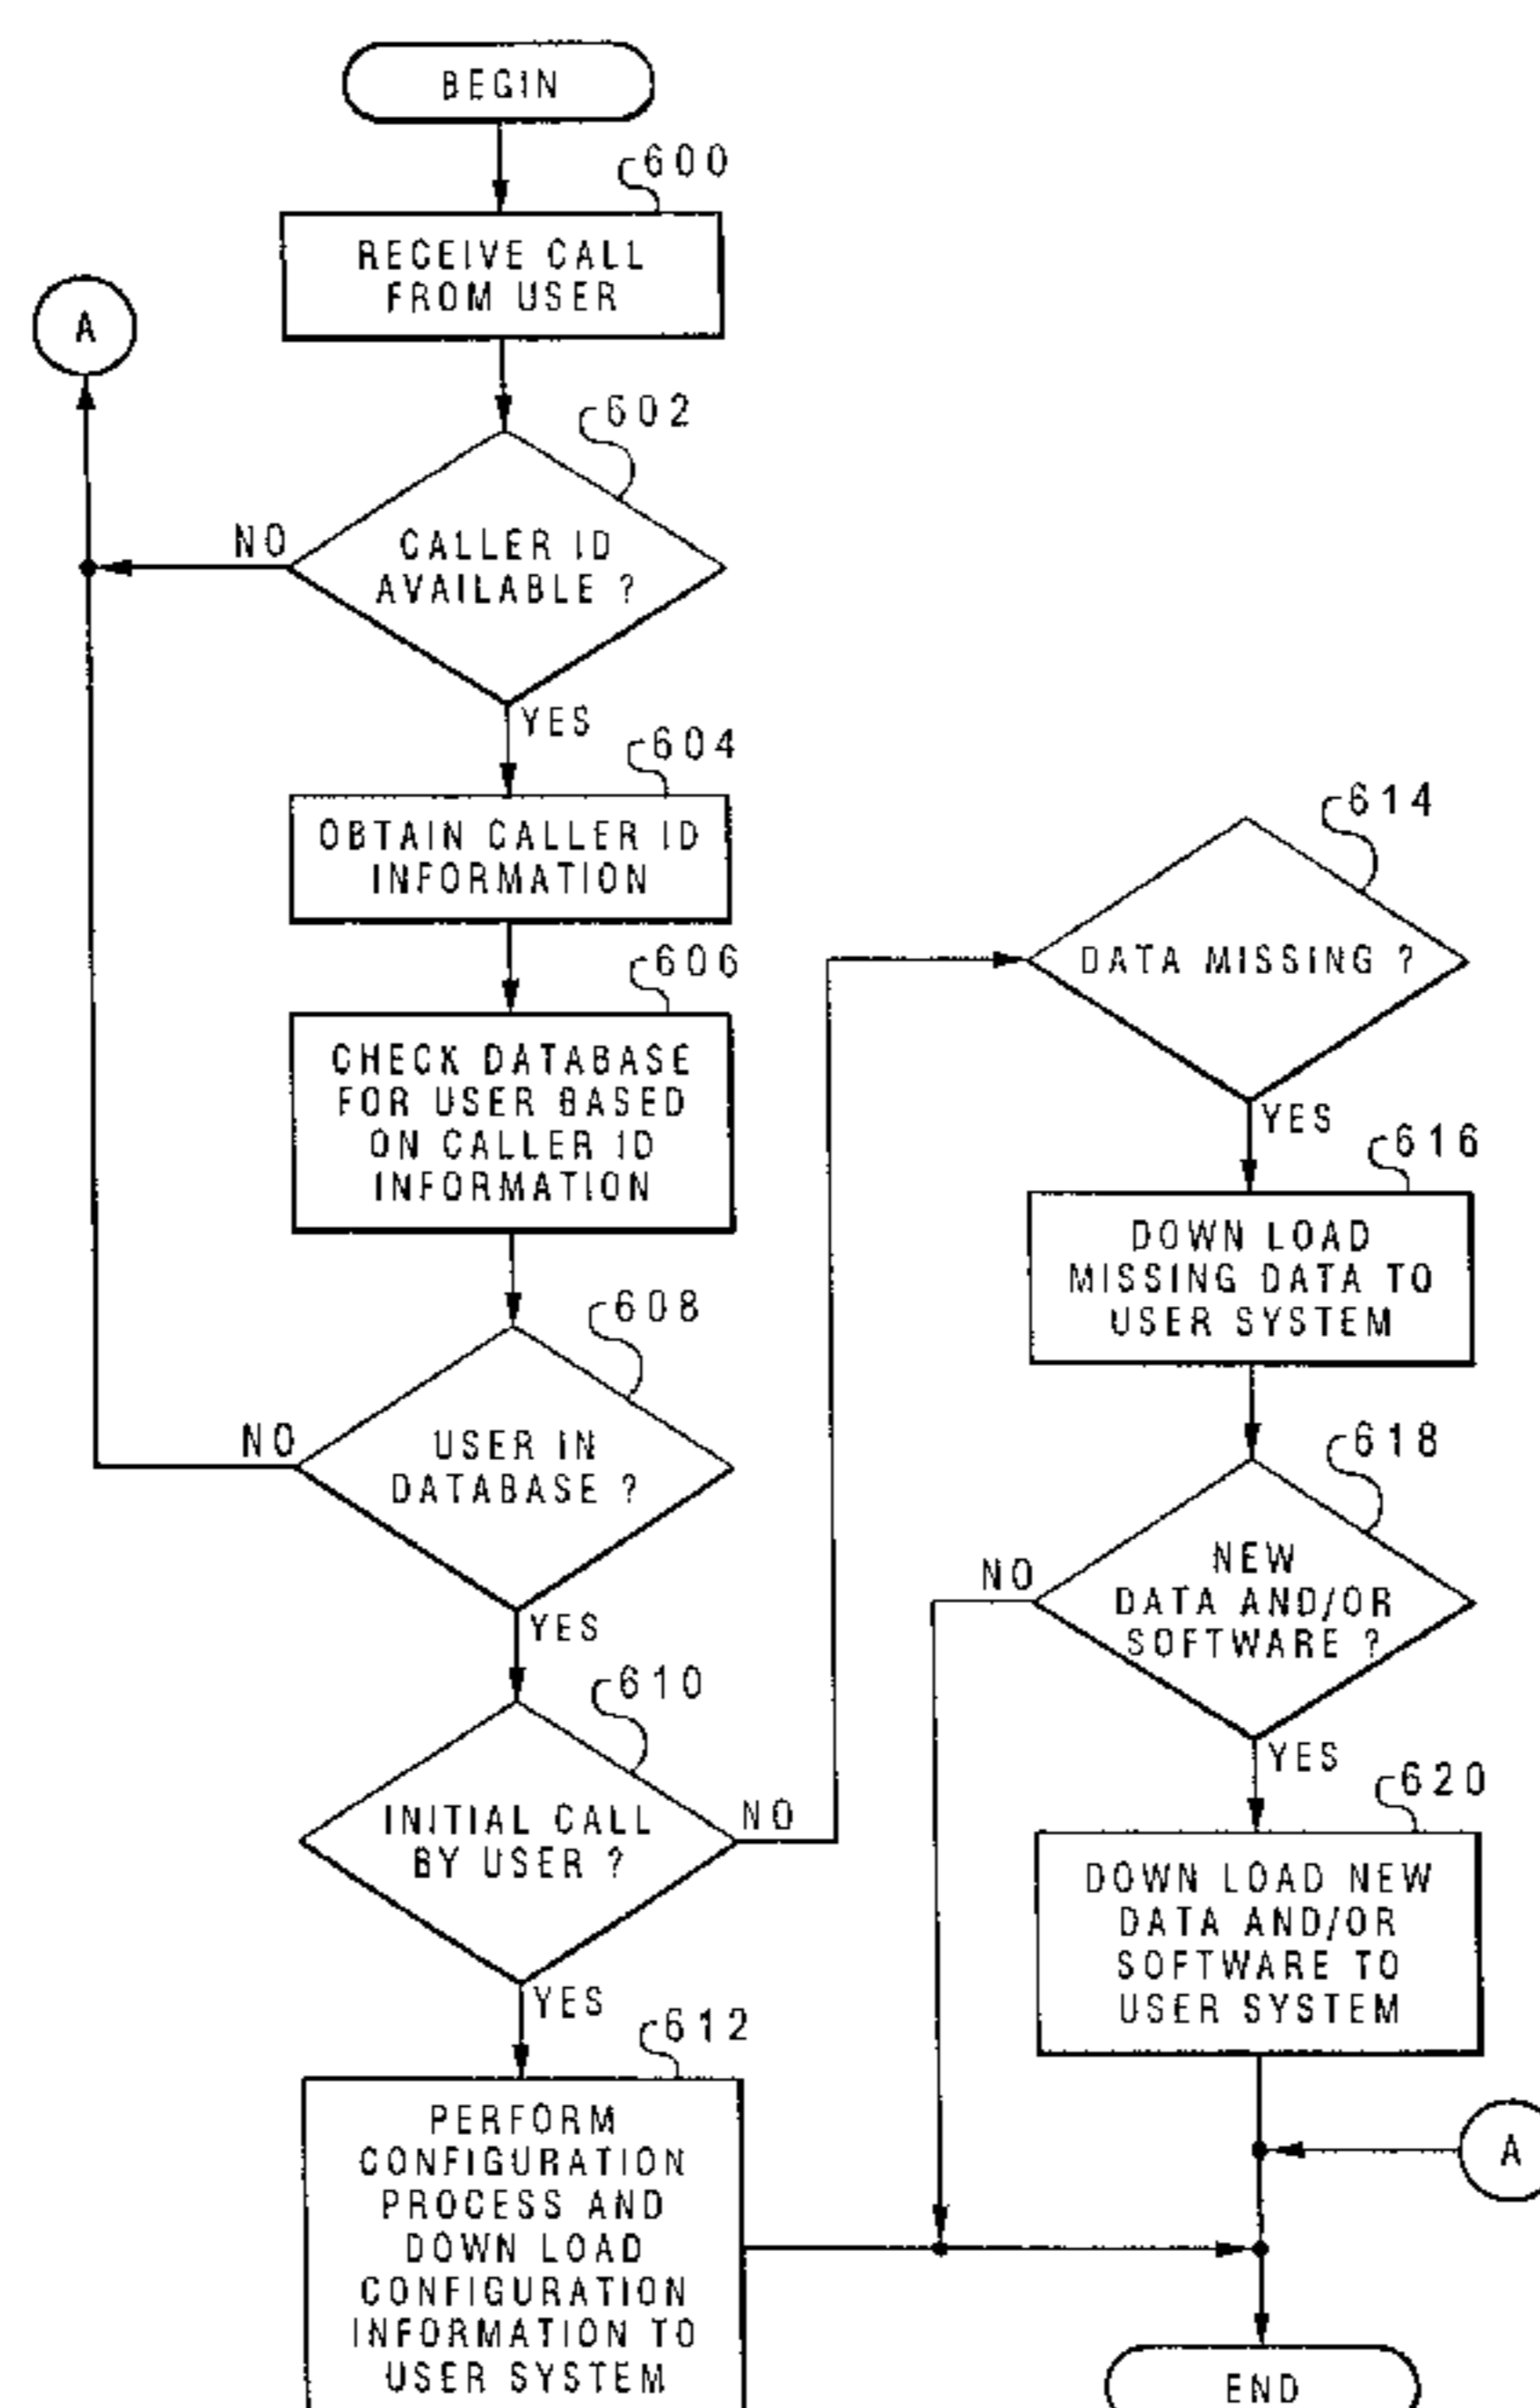 BEGIN
600
RECEIVE CALL
FROM USER
A
602
NO
CALLER ID
AVAILABLE ?
YES
604
OBTAIN CALLER ID
INFORMATION
606
CHECK DATABASE
FOR USER BASED
ON CALLER ID
INFORMATION
608
NO
USER IN
DATABASE ?
YES
610
INITIAL CALL
BY USER ?
NO
YES
612
PERFORM
CONFIGURATION
PROCESS AND
DOWN LOAD
CONFIGURATION
INFORMATION TO
USER SYSTEM
614
DATA MISSING ?
YES
616
DOWN LOAD
MISSING DATA TO
USER SYSTEM
618
NO
NEW
DATA AND/OR
SOFTWARE ?
YES
620
DOWN LOAD NEW
DATA AND/OR
SOFTWARE TO
USER SYSTEM
A
END